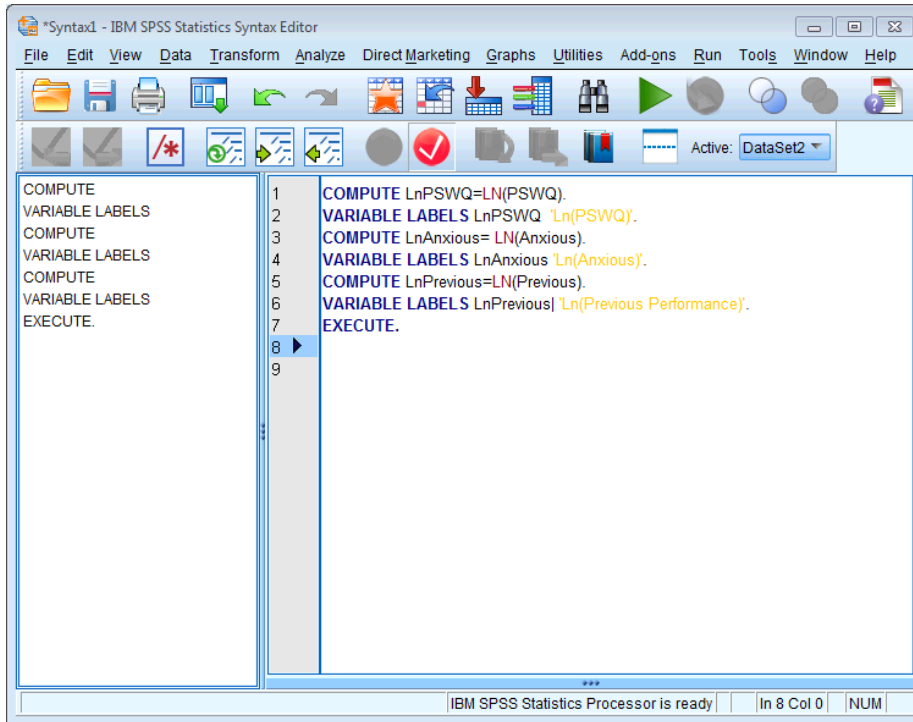 *Syntax1 - IBM SPSS Statistics Syntax Editor
File Edit View Data Transform Analyze Direct Marketing Graphs Utilities Add-ons Run Tools Window Help
Active: DataSet2
COMPUTE
VARIABLE LABELS
COMPUTE
VARIABLE LABELS
COMPUTE
VARIABLE LABELS
EXECUTE.
1 COMPUTE LnPSWQ=LN(PSWQ).
2 VARIABLE LABELS LnPSWQ 'Ln(PSWQ)'.
3 COMPUTE LnAnxious= LN(Anxious).
4 VARIABLE LABELS LnAnxious 'Ln(Anxious)'.
5 COMPUTE LnPrevious=LN(Previous).
6 VARIABLE LABELS LnPrevious 'Ln(Previous Performance)'.
7 EXECUTE.
8
9
IBM SPSS Statistics Processor is ready In 8 Col 0 NUM